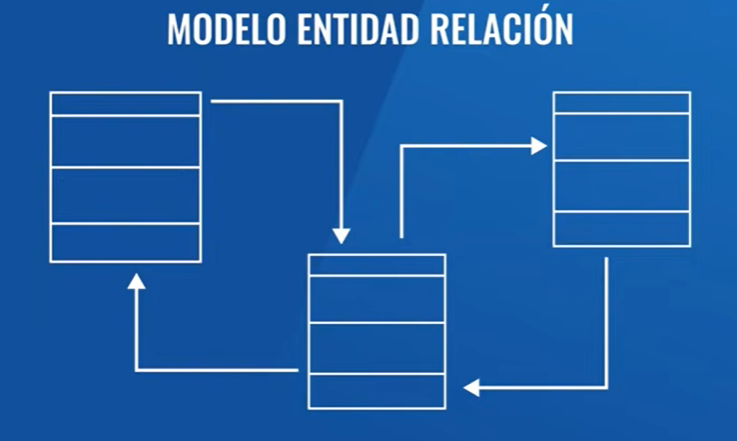 MODELO ENTIDAD RELACIÓN